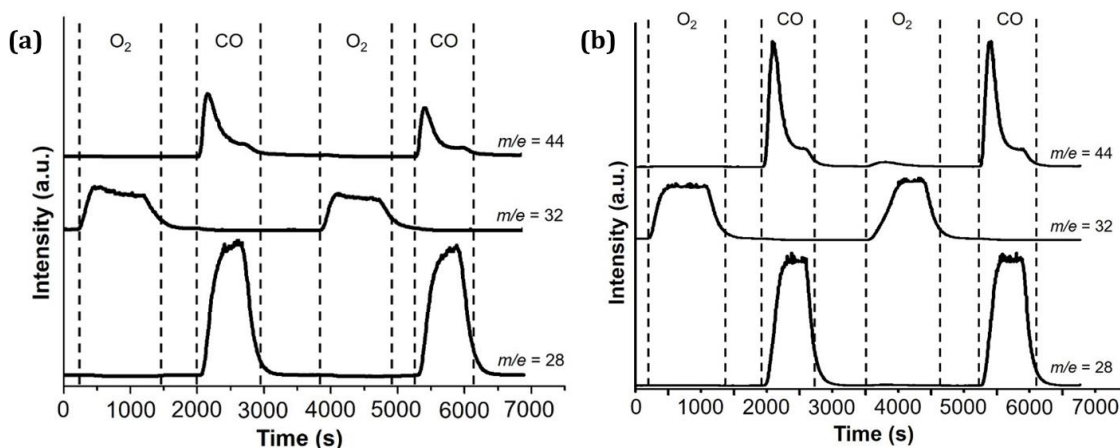 (a)
O₂ CO O₂ CO
m/e = 44
m/e = 32
m/e = 28
Intensity (a.u.)
0 1000 2000 3000 4000 5000 6000 7000
Time (s)
(b)
O₂ CO O₂ CO
m/e = 44
m/e = 32
m/e = 28
Intensity (a.u.)
0 1000 2000 3000 4000 5000 6000 7000
Time (s)